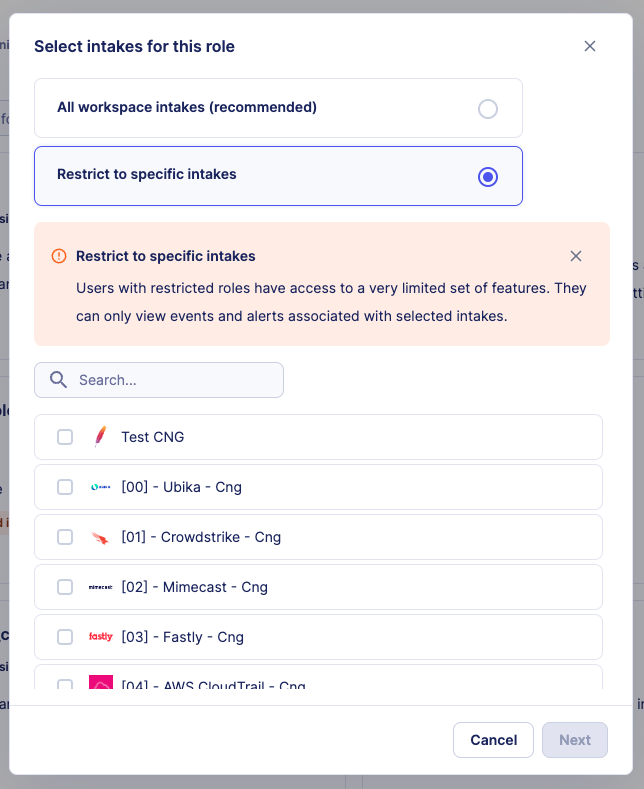 Select intakes for this role
All workspace intakes (recommended)
Restrict to specific intakes
Restrict to specific intakes
Users with restricted roles have access to a very limited set of features. They
can only view events and alerts associated with selected intakes.
Search...
Test CNG
[00] - Ubika - Cng
[01] - Crowdstrike - Cng
mimecast [02] - Mimecast - Cng
fastly [03] - Fastly - Cng
[04] - AWS CloudTrail - Cng
Cancel Next